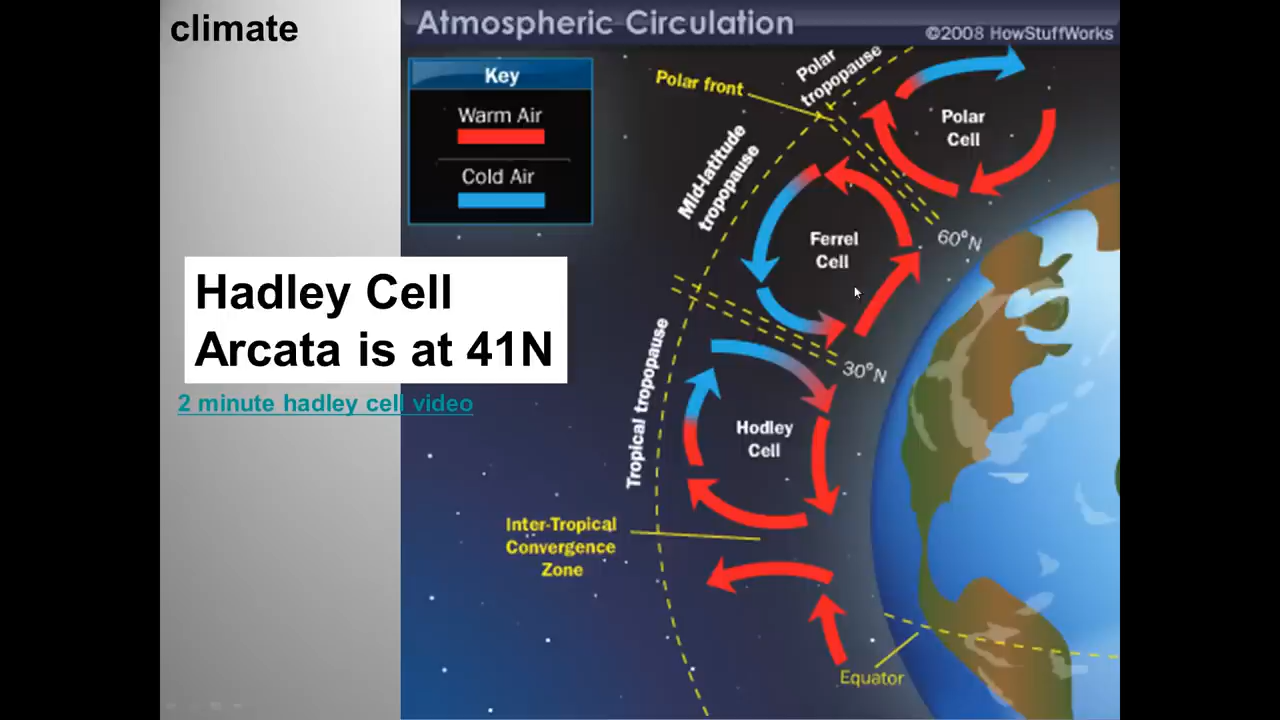 climate
Atmospheric Circulation
©2008 HowStuffWorks
Key
Warm Air
Cold Air
Polar front
Polar
tropopause
Polar
Cell
Mid-latitude
tropopause
Ferrel
Cell
60°N
Hadley Cell
Arcata is at 41N
2 minute hadley cell video
30°N
Tropical tropopause
Hodley
Cell
Inter-Tropical
Convergence
Zone
Equator